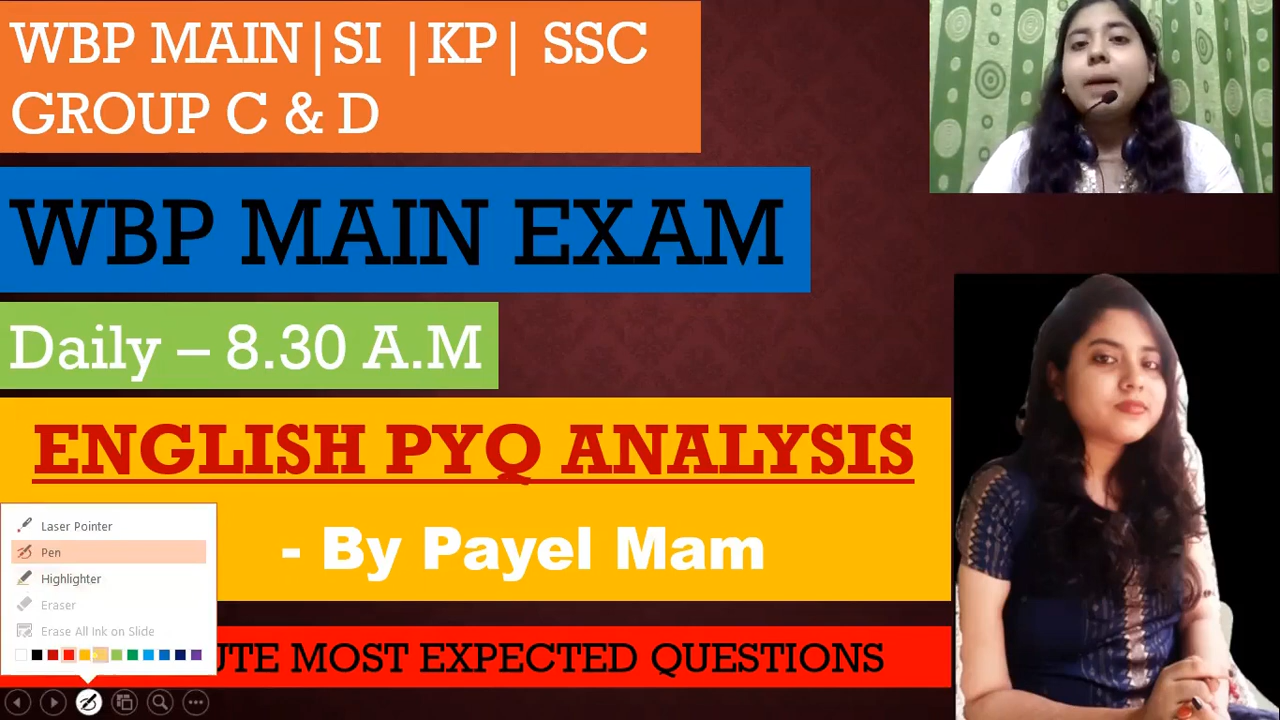 WBP MAIN|SI |KP| SSC
GROUP C & D
WBP MAIN EXAM
Daily – 8.30 A.M
ENGLISH PYQ ANALYSIS
- By Payel Mam
MOST EXPECTED QUESTIONS
Laser Pointer
Pen
Highlighter
Eraser
Erase All Ink on Slide